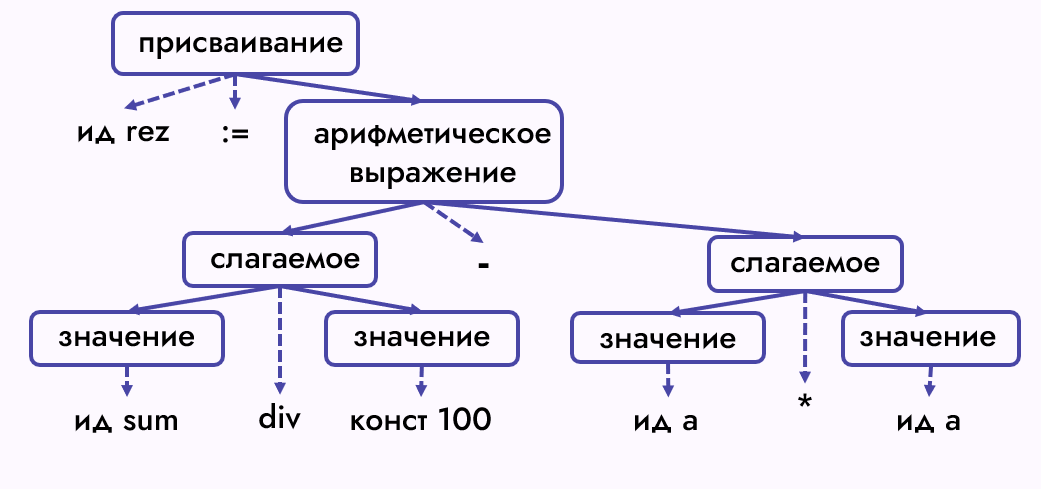 присваивание
ид rez
:=
арифметическое
выражение
слагаемое
-
слагаемое
значение
значение
значение
значение
ид sum
div
конст 100
ид a
*
ид a